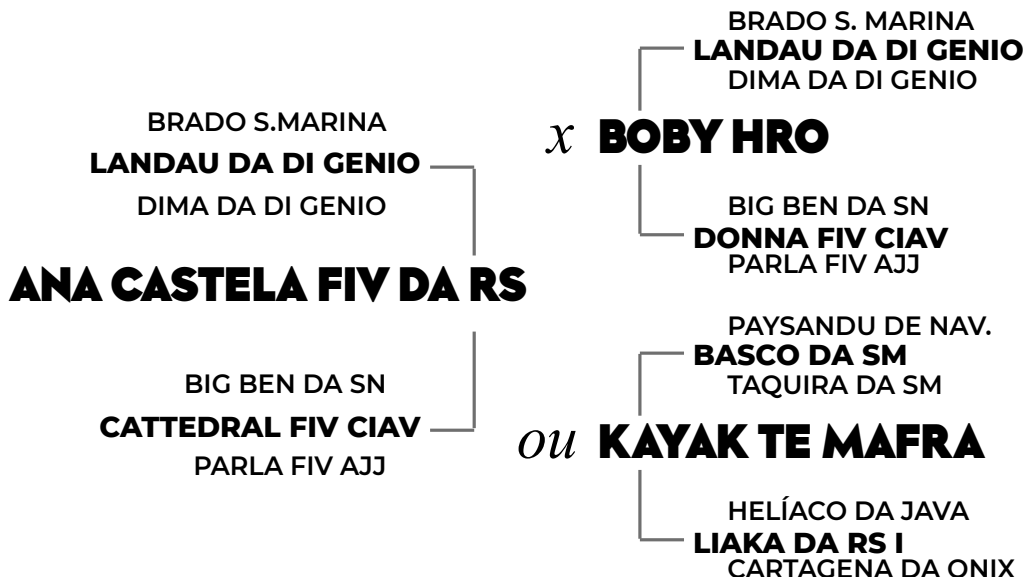 BRADO S.MARINA
LANDAU DA DI GENIO
DIMA DA DI GENIO
ANA CASTELA FIV DA RS
BIG BEN DA SN
CATTEDRAL FIV CIAV
PARLA FIV AJJ
BRADO S. MARINA
LANDAU DA DI GENIO
DIMA DA DI GENIO
x BOBY HRO
BIG BEN DA SN
DONNA FIV CIAV
PARLA FIV AJJ
PAYSANDU DE NAV.
BASCO DA SM
TAQUIRA DA SM
ou KAYAK TE MAFRA
HELÍACO DA JAVA
LIAKA DA RS I
CARTAGENA DA ONIX